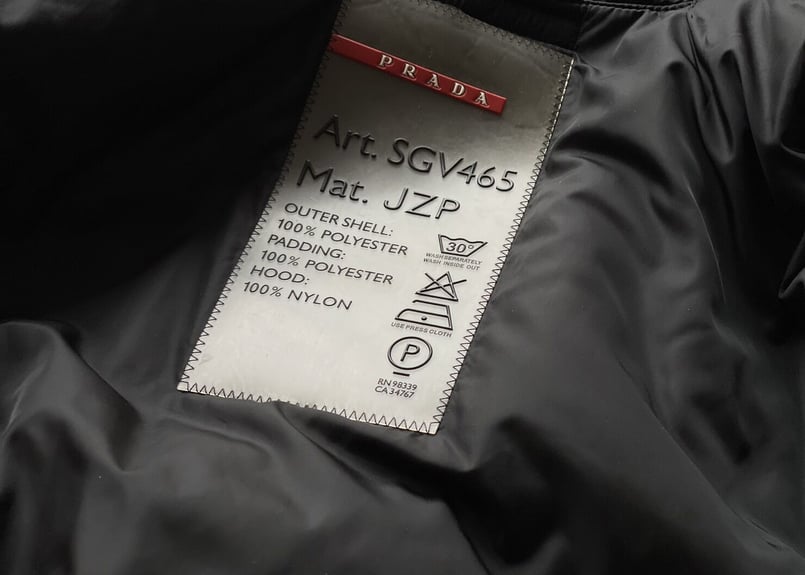 PRADA
Art. SGV465
Mat. JZP
OUTER SHELL:
100% POLYESTER
PADDING:
100% POLYESTER
HOOD:
100% NYLON
30°
WASH SEPARATELY
WASH INSIDE OUT
USE PRESS CLOTH
P
RN 98339
CA 34767